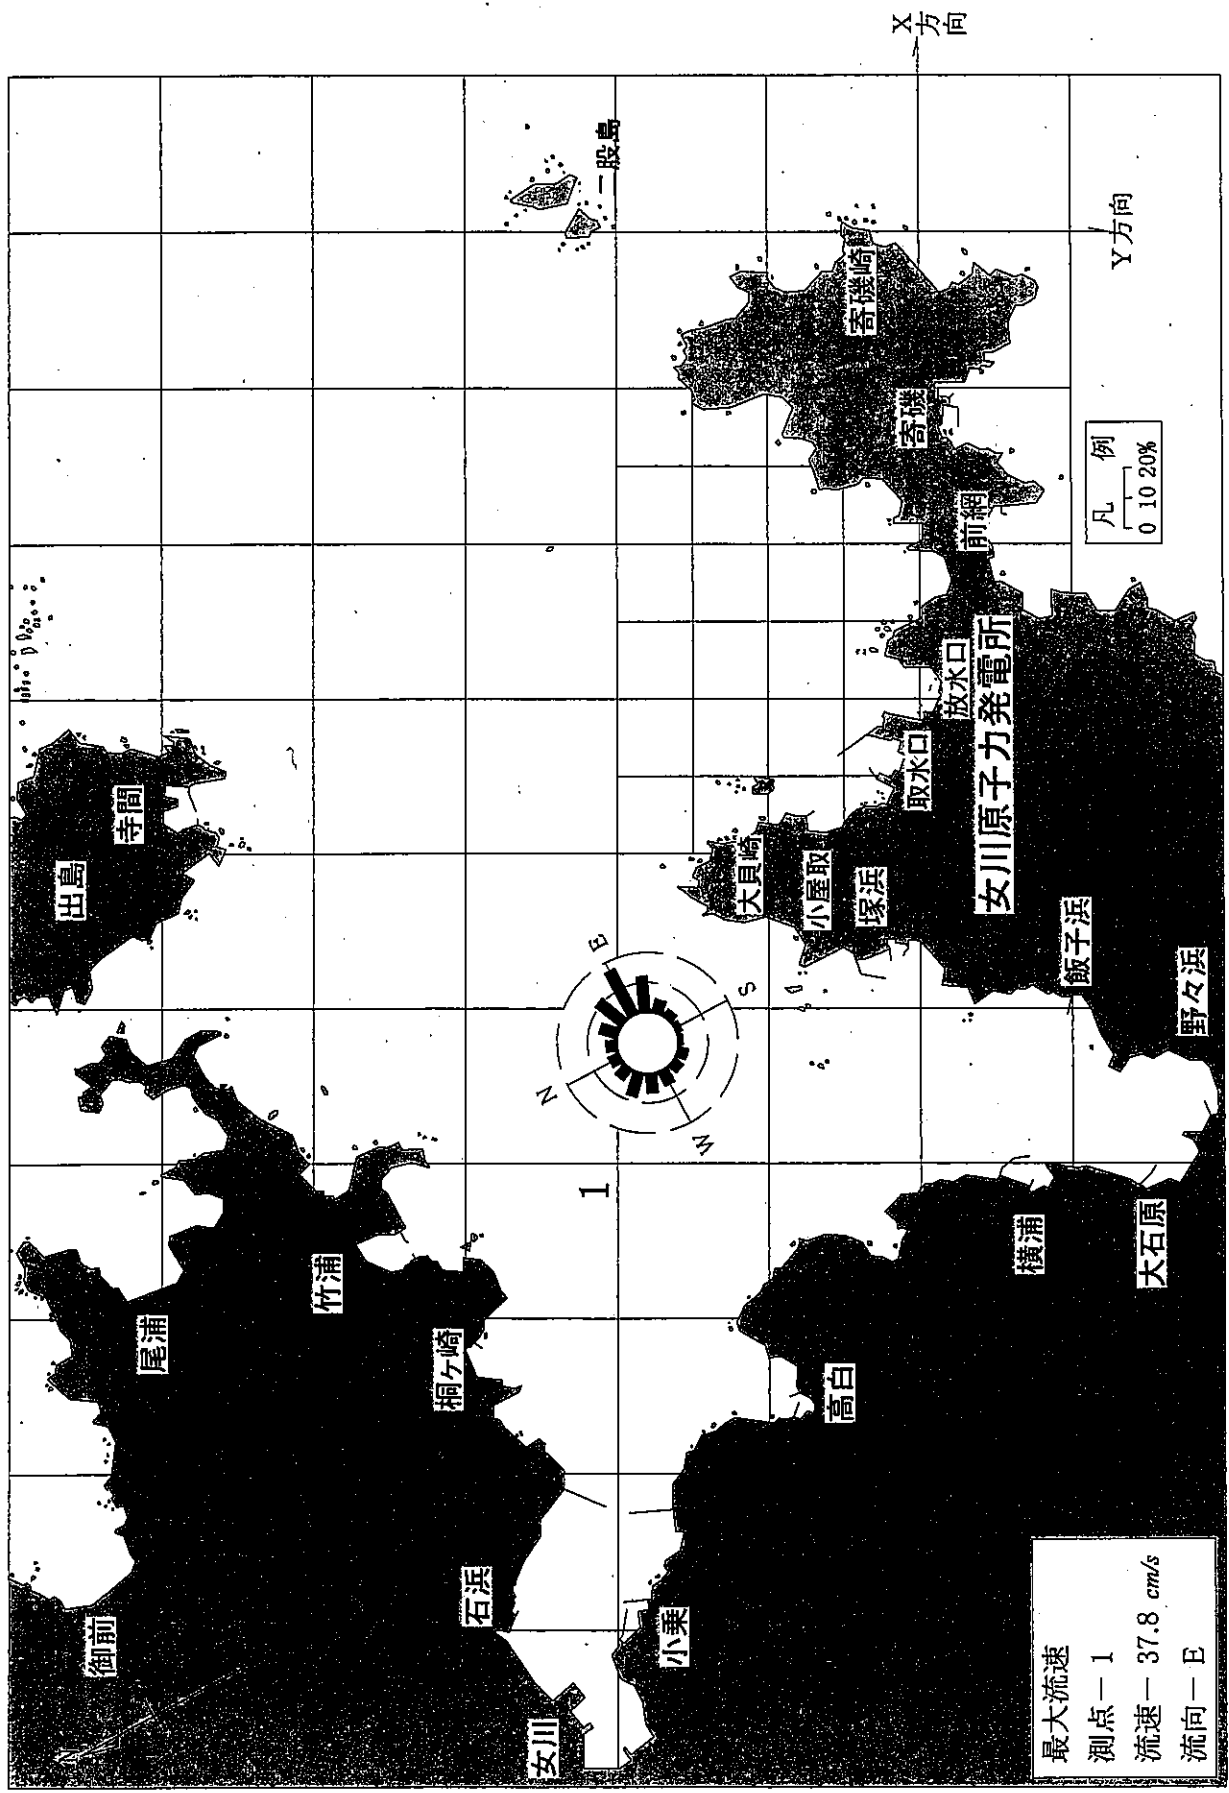 御前
尾浦
出島
寺間
女川
石浜
桐ケ崎
竹浦
二股島
1
N
E
S
W
小乗
高白
横浦
大石原
大貝崎
小屋取
塚浜
飯子浜
野々浜
取水口
放水口
女川原子力発電所
前網
寄磯
寄磯崎
X
方
向
Y方向
凡 例
0 10 20%
最大流速
測点－1
流速－37.8 cm/s
流向－E